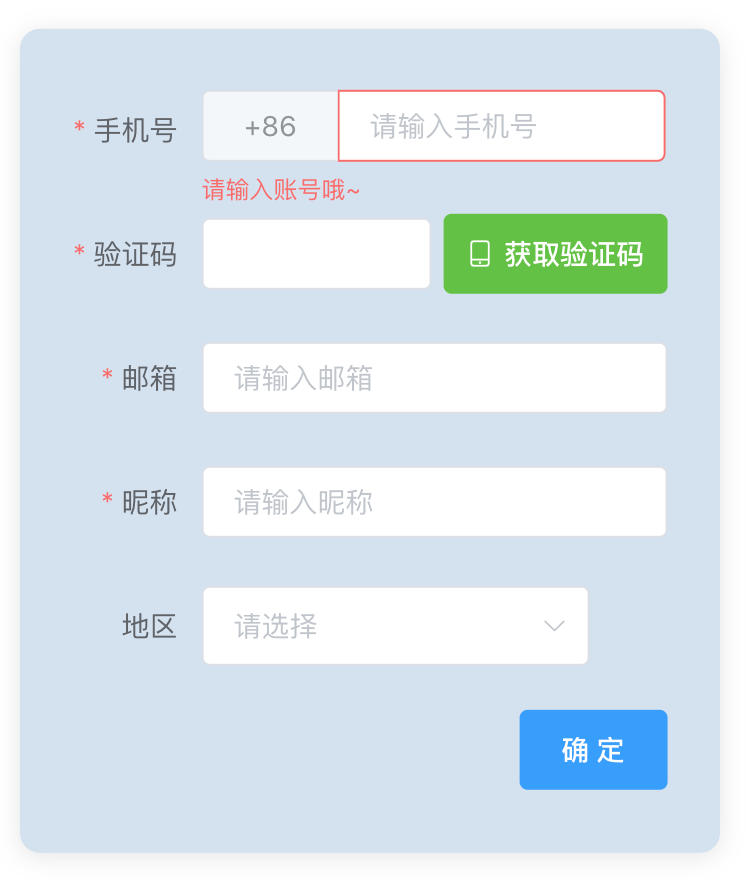 * 手机号 +86 请输入手机号
请输入账号哦~
* 验证码 获取验证码
* 邮箱 请输入邮箱
* 昵称 请输入昵称
地区 请选择
确 定